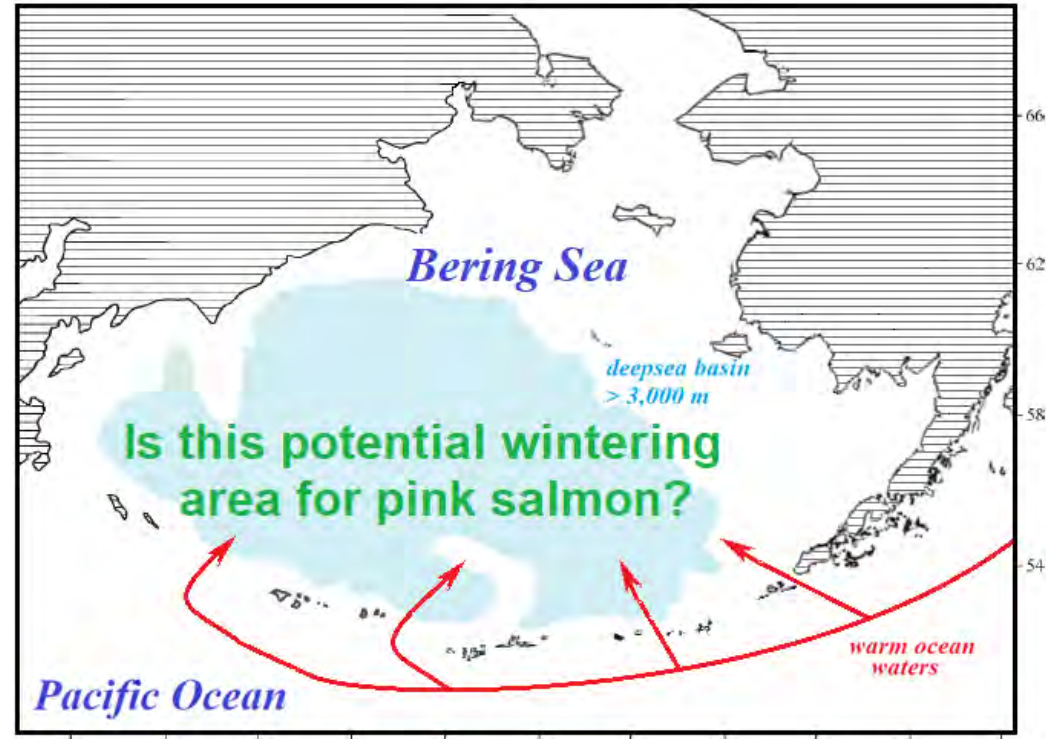 66
Bering Sea
62
deepsea basin
> 3,000 m
58
Is this potential wintering
area for pink salmon?
54
warm ocean
waters
Pacific Ocean